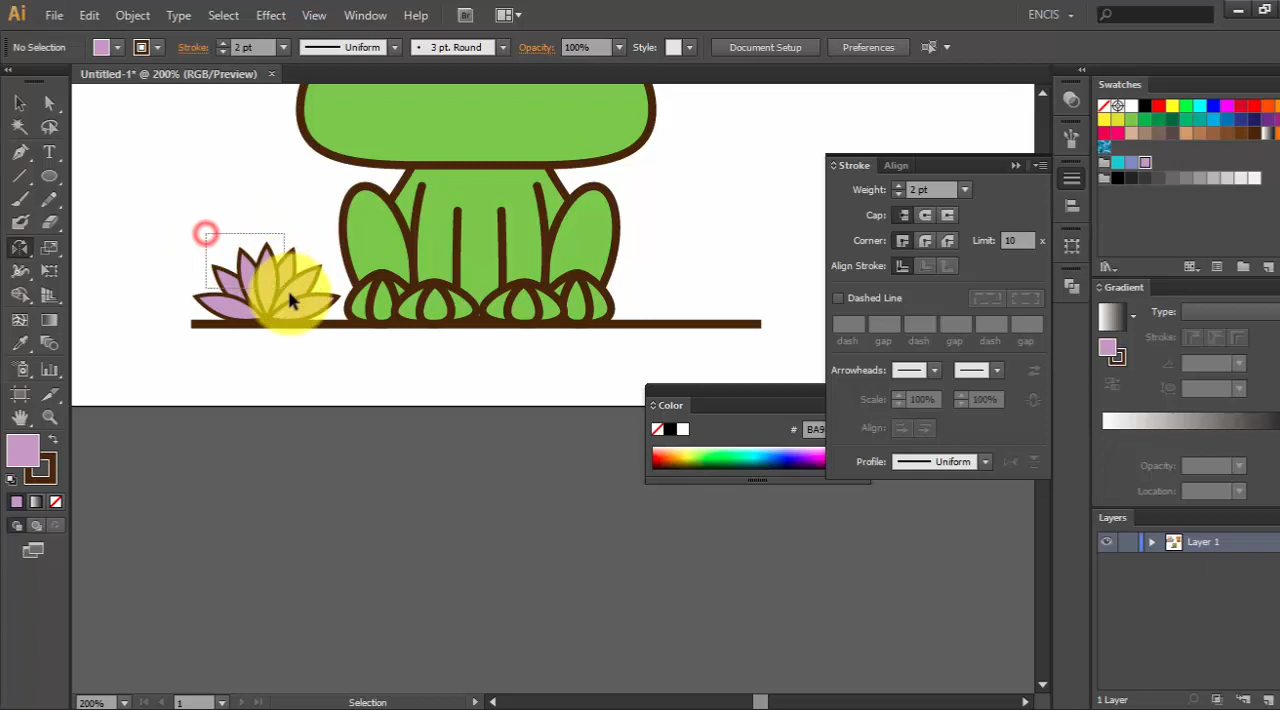 Ai File Edit Object Type Select Effect View Window Help Br ENCIS
No Selection Stroke: 2 pt Uniform 3 pt. Round Opacity: 100% Style: Document Setup Preferences
Untitled-1* @ 200% (RGB/Preview)
Swatches
Stroke Align
Weight: 2 pt
Cap:
Corner: Limit: 10 x
Align Stroke:
Dashed Line
dash gap dash gap dash gap
Arrowheads:
Scale: 100% 100%
Align:
Profile: Uniform
Color
# BA9
Gradient
Type:
Stroke:
Opacity:
Location:
Layers
Layer 1
1 Layer
200% 1 Selection